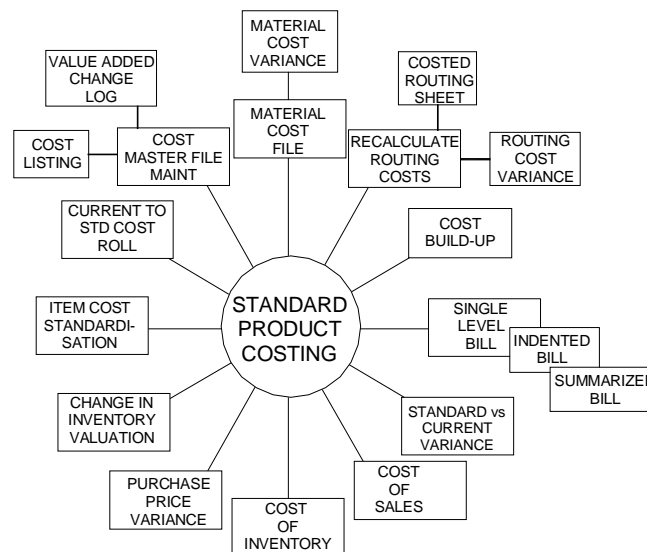 MATERIAL
COST
VARIANCE
VALUE ADDED
CHANGE
LOG
COSTED
ROUTING
SHEET
COST
LISTING
COST
MASTER FILE
MAINT
MATERIAL
COST
FILE
RECALCULATE
ROUTING
COSTS
ROUTING
COST
VARIANCE
CURRENT TO
STD COST
ROLL
COST
BUILD-UP
STANDARD
PRODUCT
COSTING
ITEM COST
STANDARDI-
SATION
SINGLE
LEVEL
BILL
INDENTED
BILL
SUMMARIZED
BILL
CHANGE IN
INVENTORY
VALUATION
STANDARD vs
CURRENT
VARIANCE
PURCHASE
PRICE
VARIANCE
COST
OF
INVENTORY
COST
OF
SALES